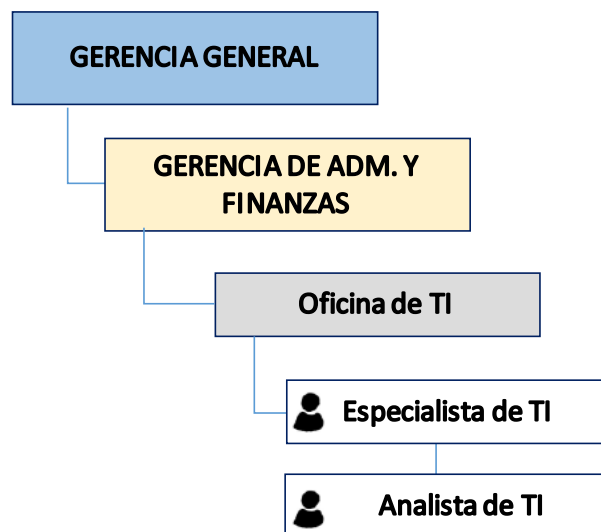 GERENCIA GENERAL
GERENCIA DE ADM. Y
FINANZAS
Oficina de TI
Especialista de TI
Analista de TI